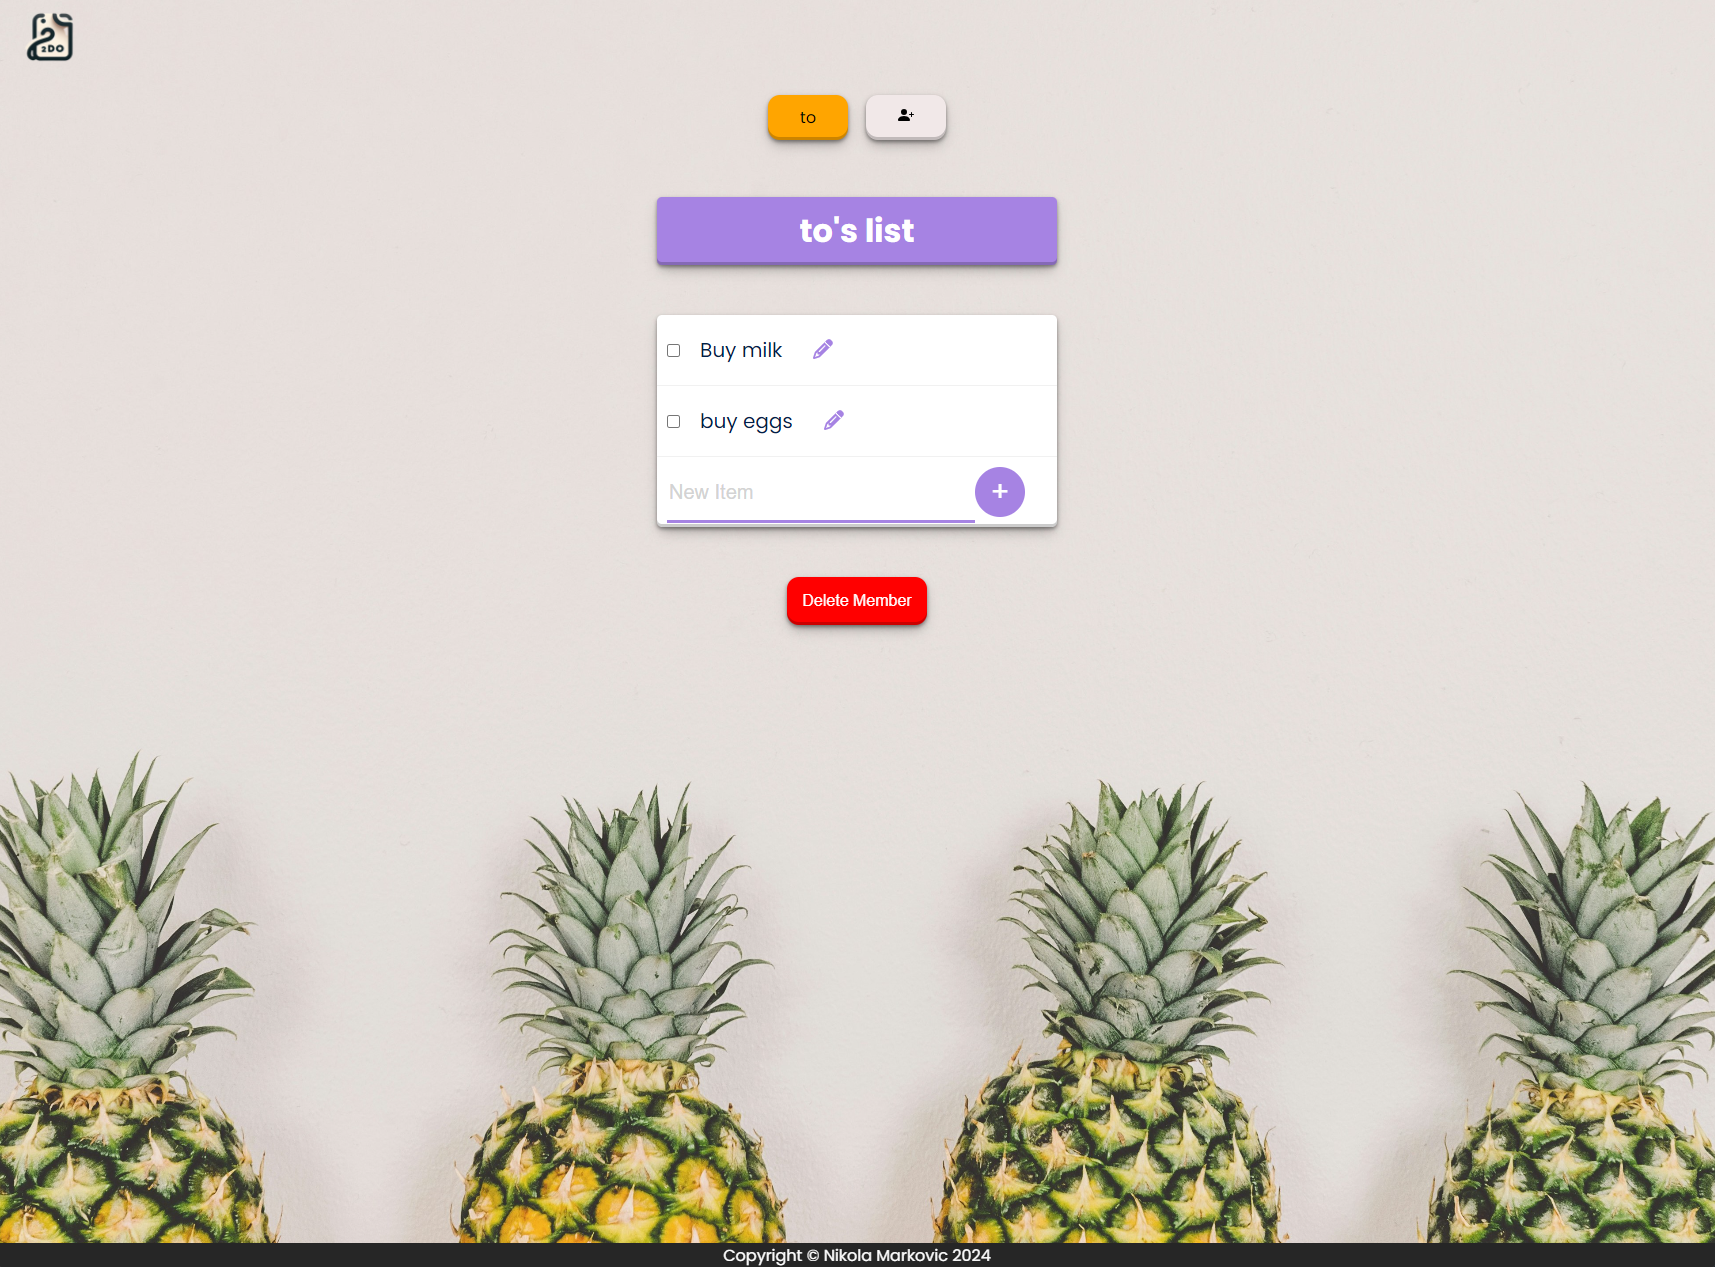 2DO
to
to's list
Buy milk
buy eggs
New Item
+
Delete Member
Copyright © Nikola Markovic 2024